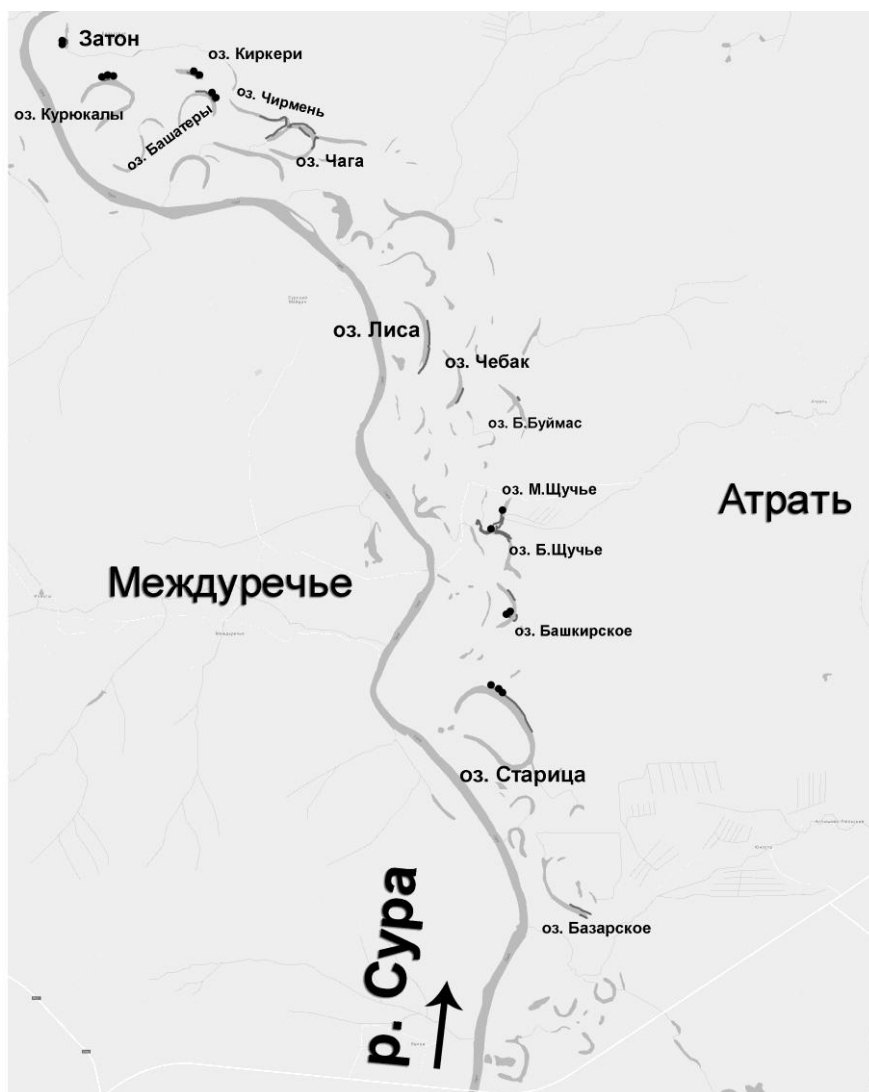 Затон
оз. Киркери
оз. Чирмень
оз. Курюкалы
оз. Башатеры
оз. Чага
оз. Лиса
оз. Чебак
оз. Б.Буймас
оз. М.Щучье
Атрать
оз. Б.Щучье
Междуречье
оз. Башкирское
оз. Старица
оз. Базарское
р. Сура